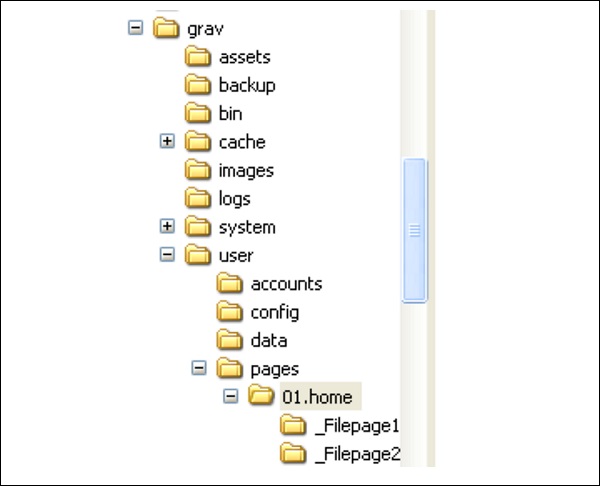 grav
assets
backup
bin
cache
images
logs
system
user
accounts
config
data
pages
01.home
_Filepage1
_Filepage2